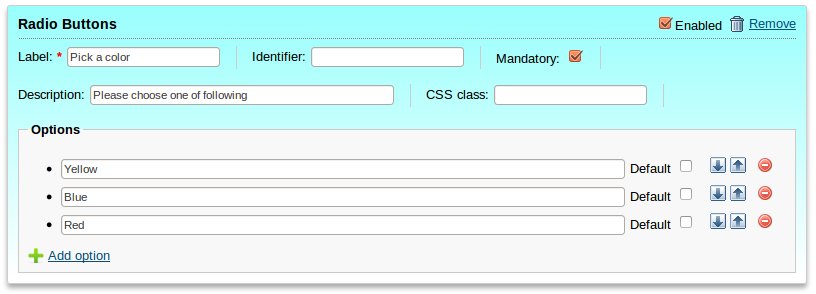 Radio Buttons Enabled Remove
Label: * Pick a color Identifier: Mandatory:
Description: Please choose one of following CSS class:
Options
Yellow Default
Blue Default
Red Default
Add option